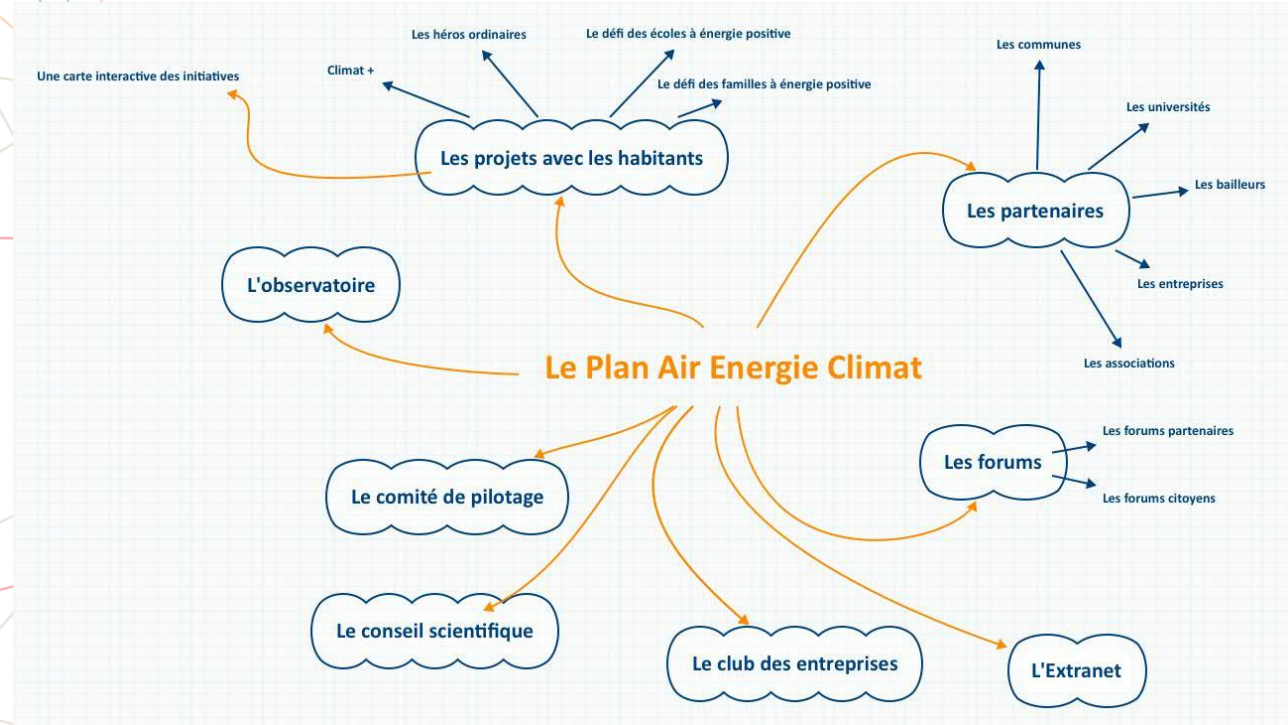 Les héros ordinaires
Le défi des écoles à énergie positive
Les communes
Une carte interactive des initiatives
Climat +
Le défi des familles à énergie positive
Les universités
Les projets avec les habitants
Les bailleurs
Les partenaires
L'observatoire
Les entreprises
Le Plan Air Energie Climat
Les associations
Les forums partenaires
Les forums
Les forums citoyens
Le comité de pilotage
Le conseil scientifique
Le club des entreprises
L'Extranet